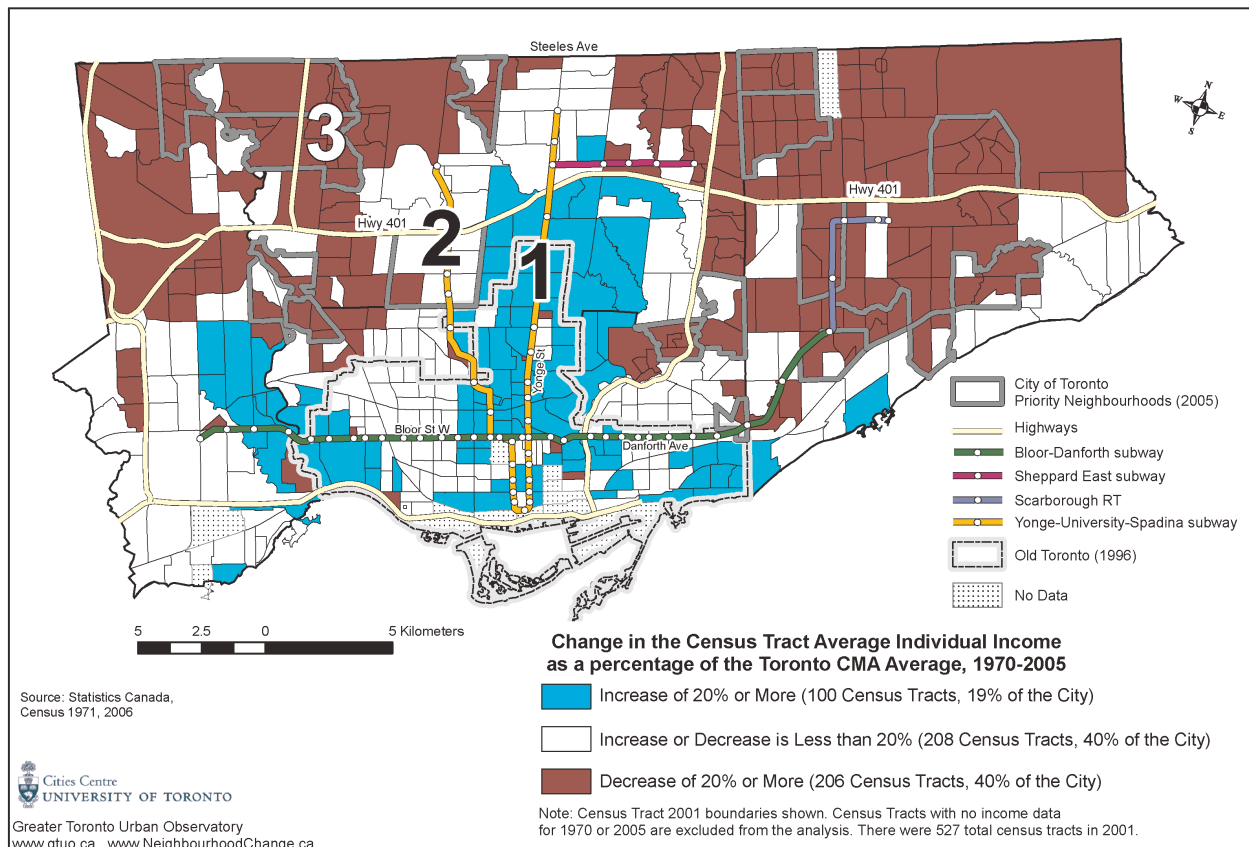 Steeles Ave
N
W
E
S
3
Hwy 401
Hwy 401
2
1
Yonge St
Bloor St W
Danforth Ave
City of Toronto
Priority Neighbourhoods (2005)
Highways
Bloor-Danforth subway
Sheppard East subway
Scarborough RT
Yonge-University-Spadina subway
Old Toronto (1996)
No Data
5 2.5 0 5 Kilometers
Change in the Census Tract Average Individual Income
as a percentage of the Toronto CMA Average, 1970-2005
Increase of 20% or More (100 Census Tracts, 19% of the City)
Increase or Decrease is Less than 20% (208 Census Tracts, 40% of the City)
Decrease of 20% or More (206 Census Tracts, 40% of the City)
Note: Census Tract 2001 boundaries shown. Census Tracts with no income data
for 1970 or 2005 are excluded from the analysis. There were 527 total census tracts in 2001.
Source: Statistics Canada,
Census 1971, 2006
Cities Centre
UNIVERSITY OF TORONTO
Greater Toronto Urban Observatory
www.gtuo.ca www.NeighbourhoodChange.ca